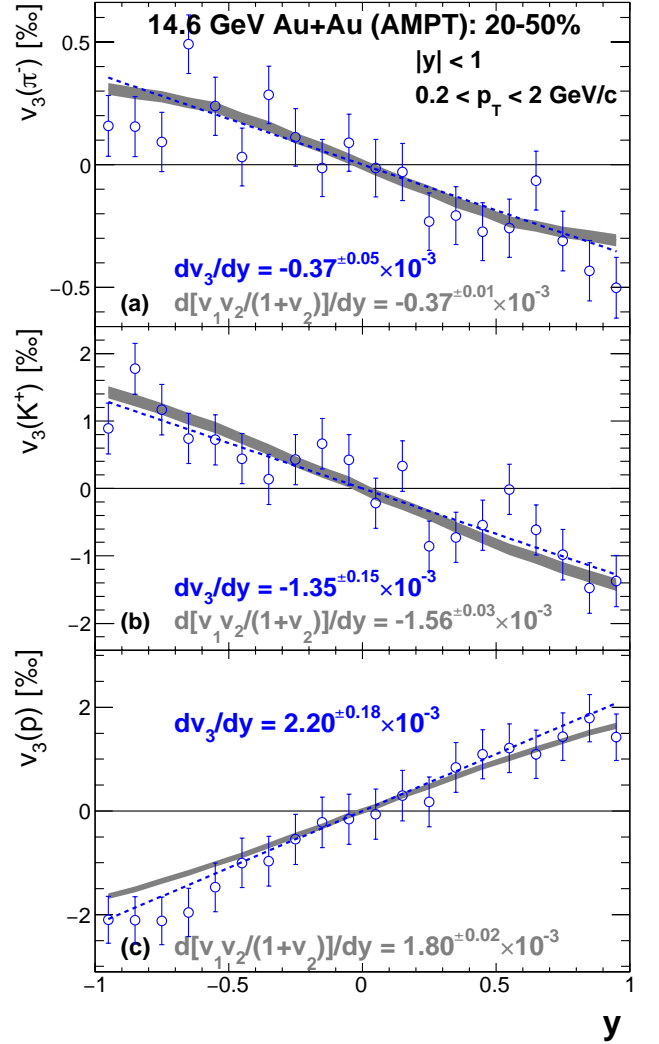 14.6 GeV Au+Au (AMPT): 20-50%
|y| < 1
0.2 < p_T < 2 GeV/c
v_3(π^-) [‰]
0.5
0
−0.5
dv_3/dy = -0.37^{±0.05}×10^{-3}
(a) d[v_1v_2/(1+v_2)]/dy = -0.37^{±0.01}×10^{-3}
v_3(K^+) [‰]
2
1
0
−1
−2
dv_3/dy = -1.35^{±0.15}×10^{-3}
(b) d[v_1v_2/(1+v_2)]/dy = -1.56^{±0.03}×10^{-3}
v_3(p) [‰]
2
0
−2
dv_3/dy = 2.20^{±0.18}×10^{-3}
(c) d[v_1v_2/(1+v_2)]/dy = 1.80^{±0.02}×10^{-3}
−1 −0.5 0 0.5 1
y